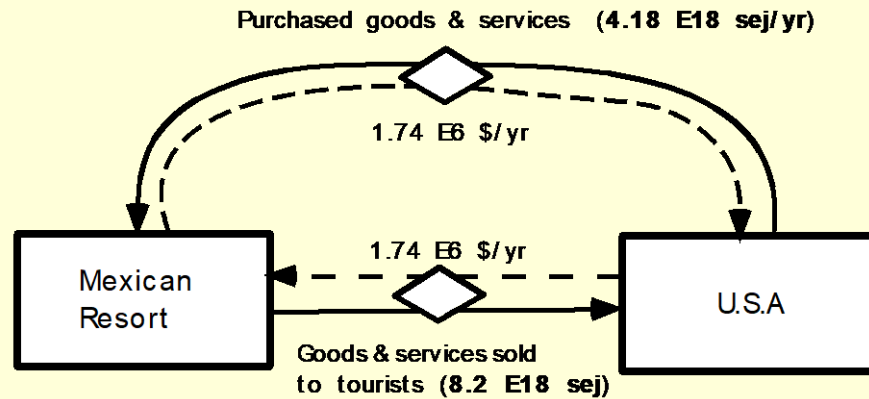 Purchased goods & services (4.18 E18 sej/yr)
1.74 E6 $/yr
1.74 E6 $/yr
Mexican
Resort
U.S.A
Goods & services sold
to tourists (8.2 E18 sej)